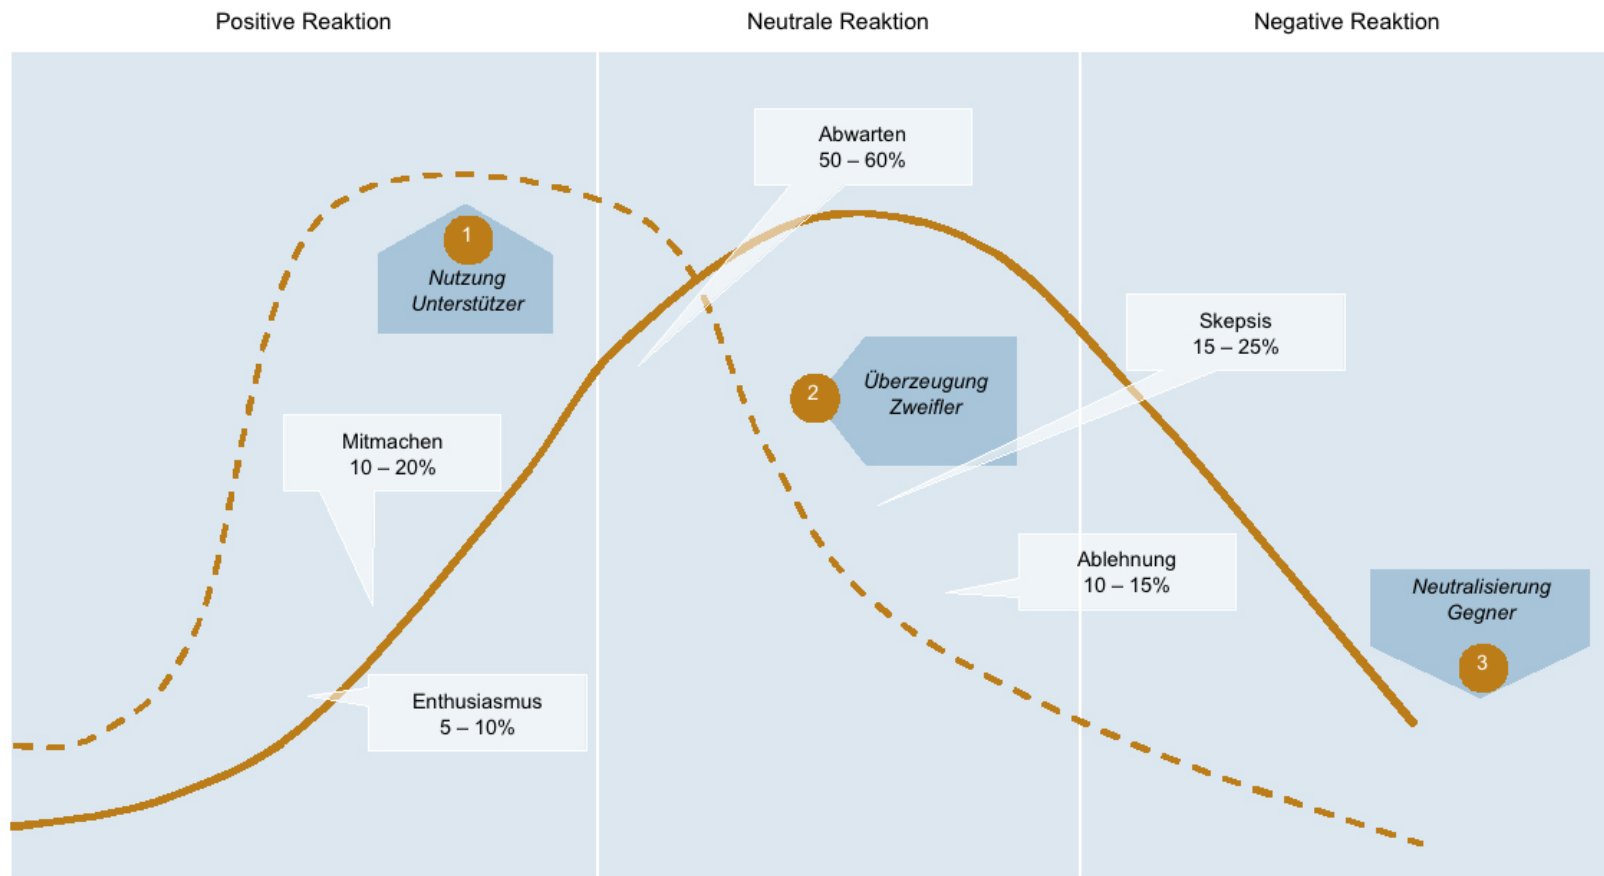 Positive Reaktion
Neutrale Reaktion
Negative Reaktion
Abwarten
50 – 60%
1
Nutzung
Unterstützer
Skepsis
15 – 25%
2
Überzeugung
Zweifler
Mitmachen
10 – 20%
Ablehnung
10 – 15%
Neutralisierung
Gegner
3
Enthusiasmus
5 – 10%